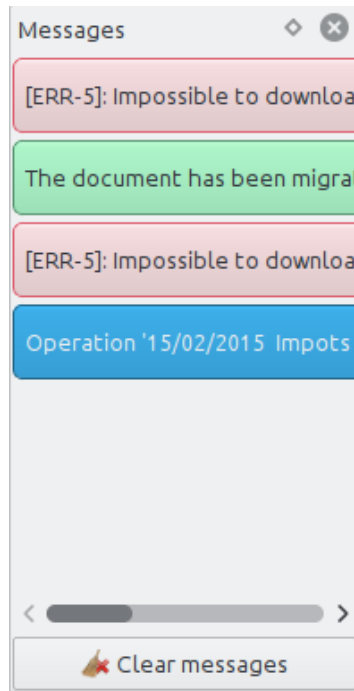 Messages
[ERR-5]: Impossible to downloa
The document has been migra
[ERR-5]: Impossible to downloa
Operation '15/02/2015 Impots
Clear messages